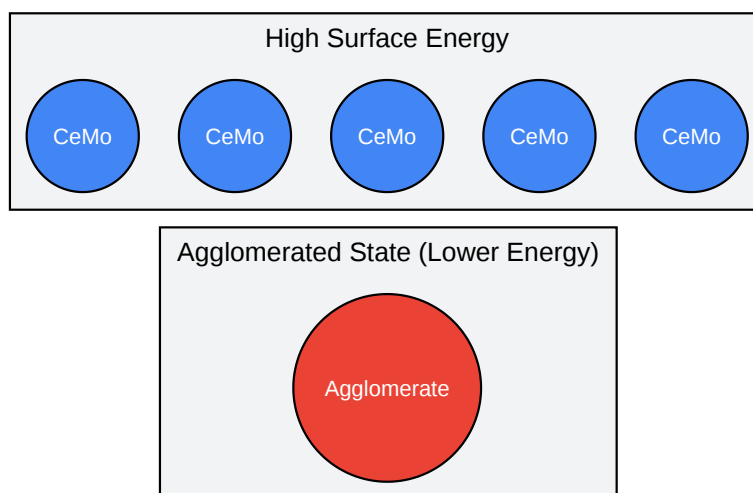 High Surface Energy
CeMo CeMo CeMo CeMo CeMo
Agglomerated State (Lower Energy)
Agglomerate